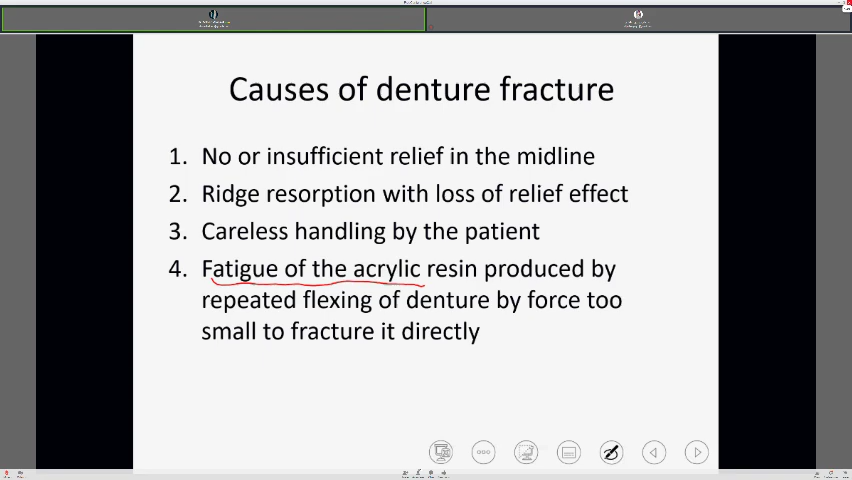 Causes of denture fracture
1. No or insufficient relief in the midline
2. Ridge resorption with loss of relief effect
3. Careless handling by the patient
4. Fatigue of the acrylic resin produced by
repeated flexing of denture by force too
small to fracture it directly